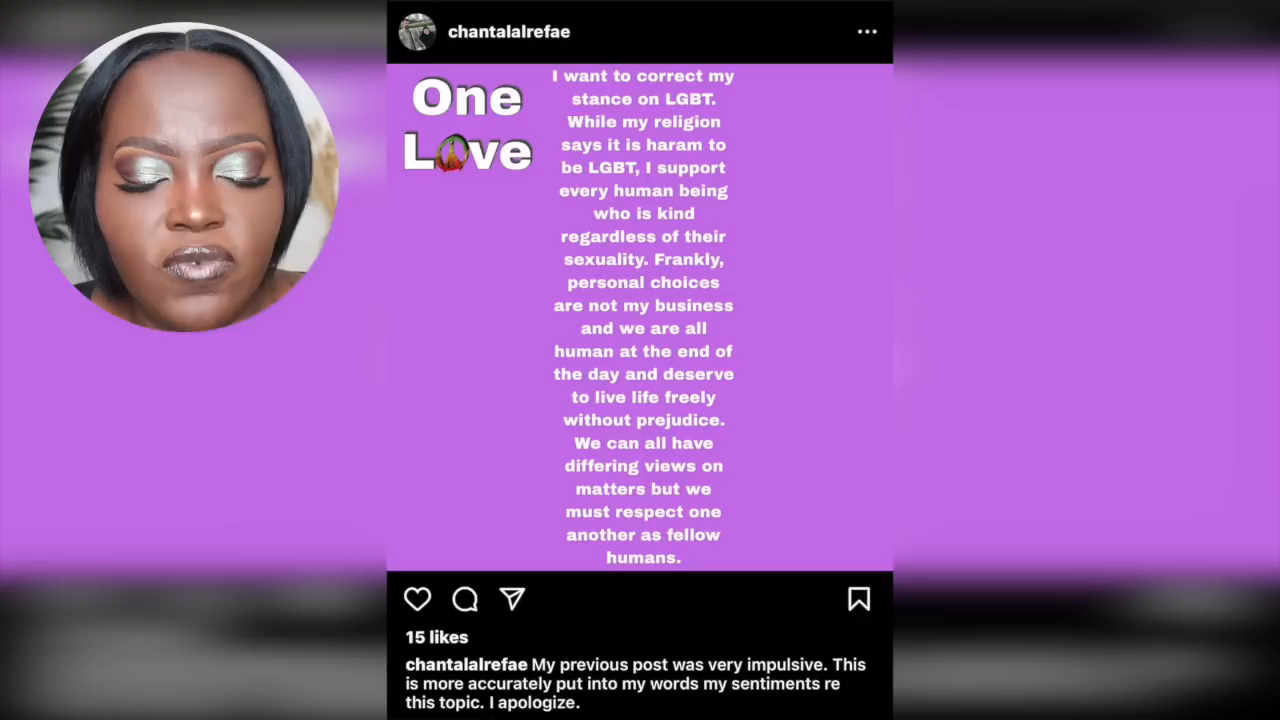 chantalalrefae
One
Love
I want to correct my
stance on LGBT.
While my religion
says it is haram to
be LGBT, I support
every human being
who is kind
regardless of their
sexuality. Frankly,
personal choices
are not my business
and we are all
human at the end of
the day and deserve
to live life freely
without prejudice.
We can all have
differing views on
matters but we
must respect one
another as fellow
humans.
15 likes
chantalalrefae My previous post was very impulsive. This
is more accurately put into my words my sentiments re
this topic. I apologize.